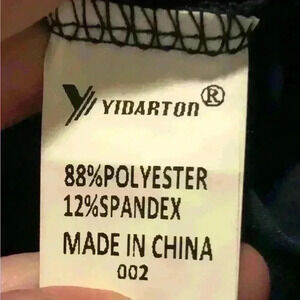 YIDARTON®
88%POLYESTER
12%SPANDEX
MADE IN CHINA
002